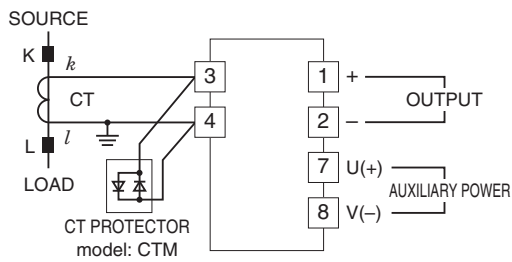 SOURCE
K k
3
1 +
CT
OUTPUT
4
2 –
L l
7 U(+)
LOAD
AUXILIARY POWER
8 V(–)
CT PROTECTOR
model: CTM